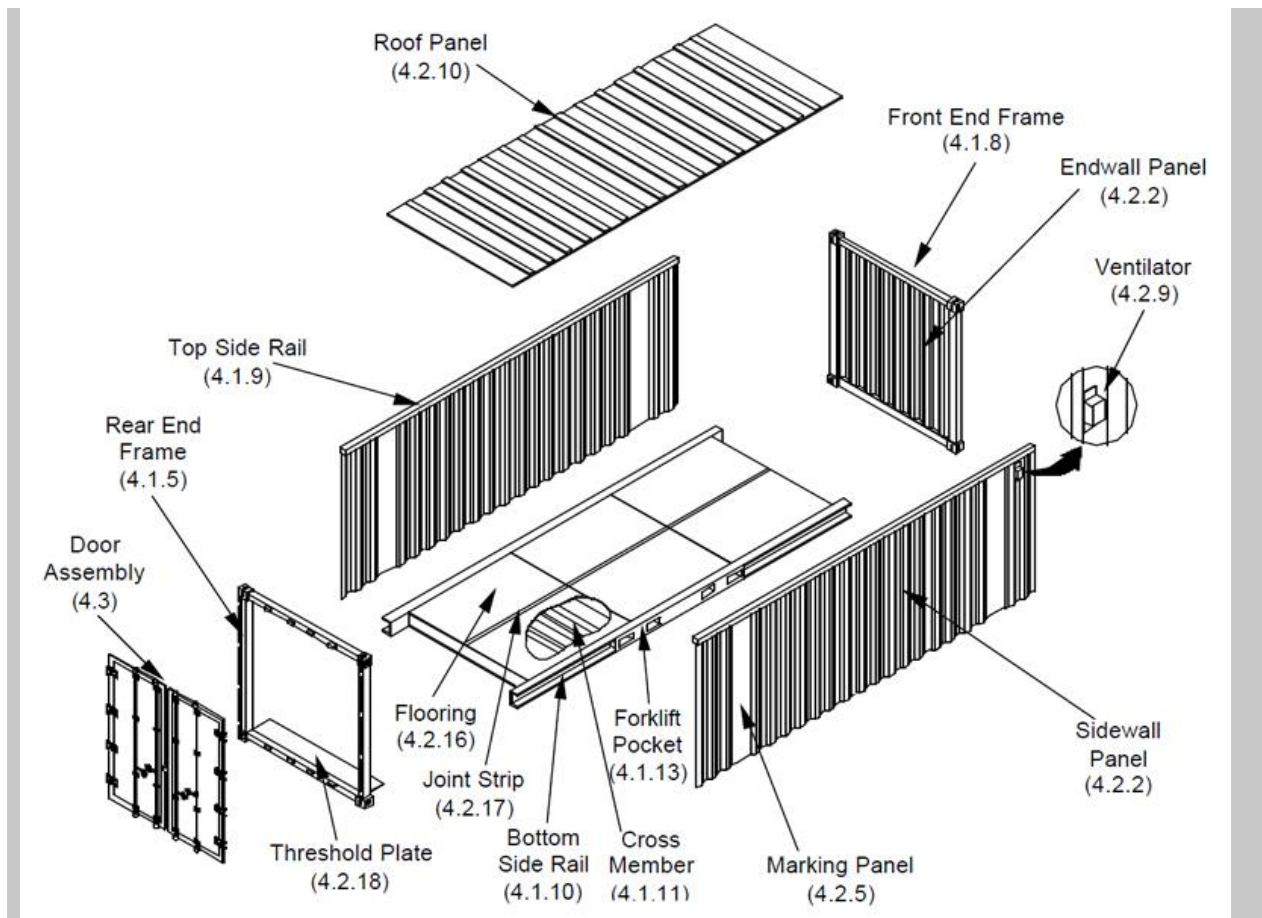 Roof Panel
(4.2.10)
Front End Frame
(4.1.8)
Endwall Panel
(4.2.2)
Ventilator
(4.2.9)
Top Side Rail
(4.1.9)
Rear End
Frame
(4.1.5)
Door
Assembly
(4.3)
Flooring
(4.2.16)
Joint Strip
(4.2.17)
Forklift
Pocket
(4.1.13)
Sidewall
Panel
(4.2.2)
Threshold Plate
(4.2.18)
Bottom
Side Rail
(4.1.10)
Cross
Member
(4.1.11)
Marking Panel
(4.2.5)